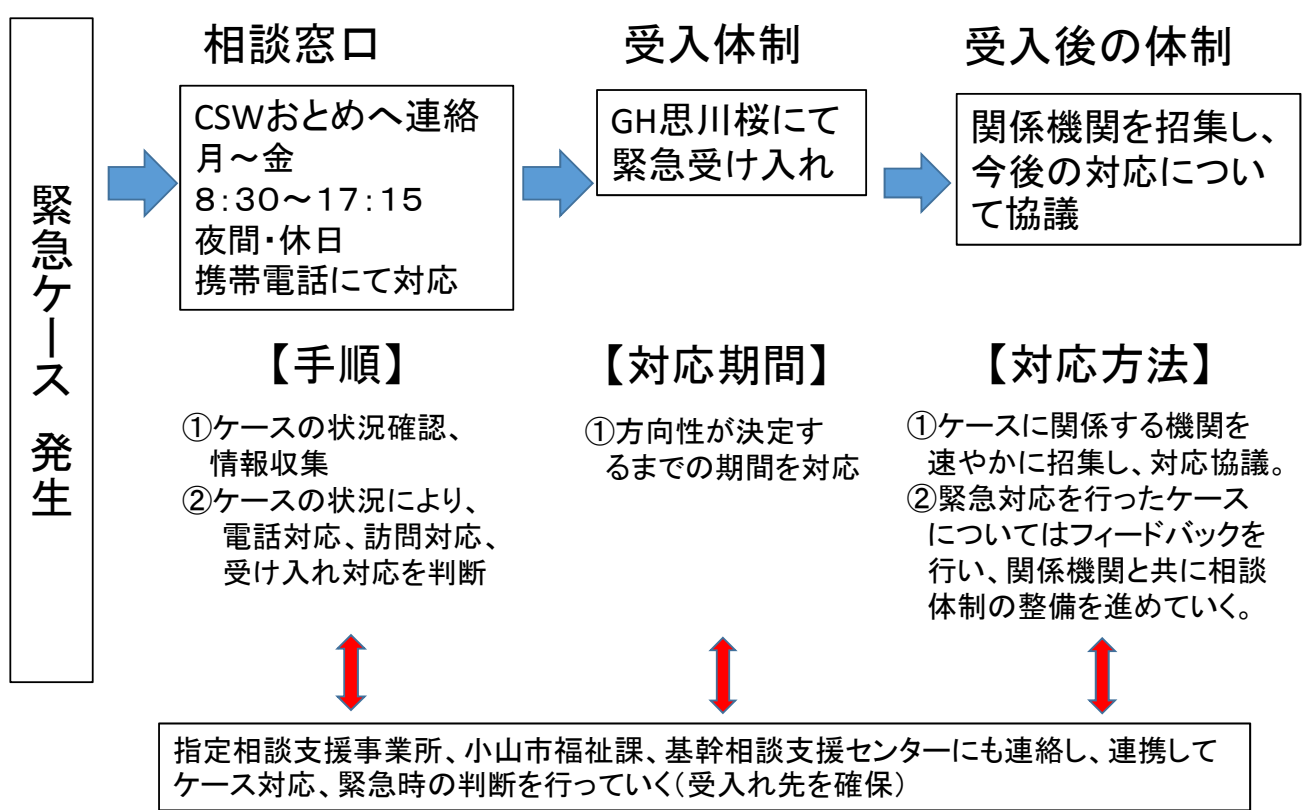 緊急ケース 発生
相談窓口
CSWおとめへ連絡
月～金
８：３０～１７：１５
夜間・休日
携帯電話にて対応
【手順】
①ケースの状況確認、
情報収集
②ケースの状況により、
電話対応、訪問対応、
受け入れ対応を判断
受入体制
GH思川桜にて
緊急受け入れ
【対応期間】
①方向性が決定す
るまでの期間を対応
受入後の体制
関係機関を招集し、
今後の対応につい
て協議
【対応方法】
①ケースに関係する機関を
速やかに招集し、対応協議。
②緊急対応を行ったケース
についてはフィードバックを
行い、関係機関と共に相談
体制の整備を進めていく。
指定相談支援事業所、小山市福祉課、基幹相談支援センターにも連絡し、連携して
ケース対応、緊急時の判断を行っていく（受入れ先を確保）